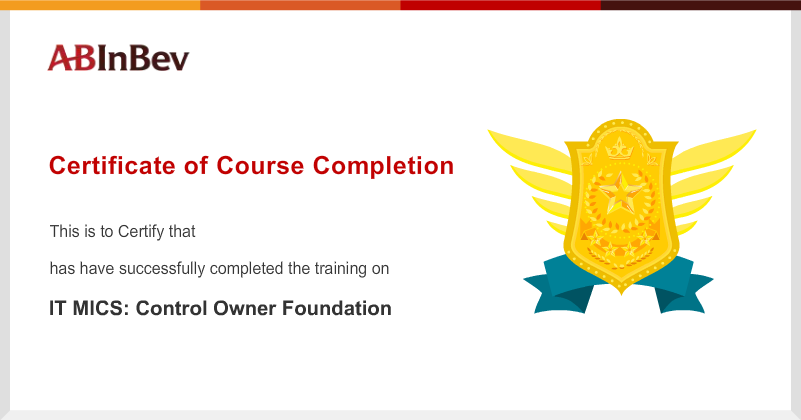 ABInBev
Certificate of Course Completion
This is to Certify that
has have successfully completed the training on
IT MICS: Control Owner Foundation